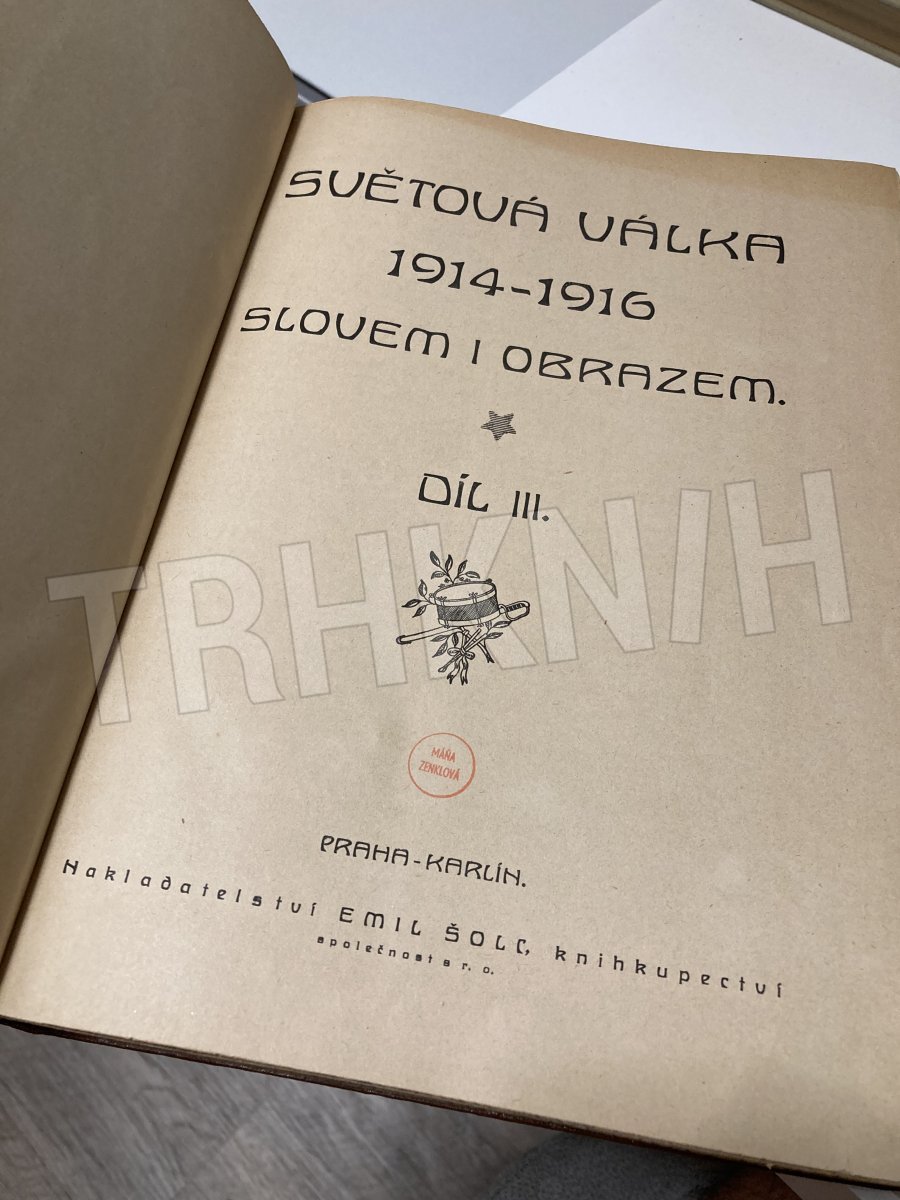 SVĚTOVÁ VÁLKA
1914-1916
SLOVEM I OBRAZEM.
DÍL III.
TRHKNIH
MÁŇA
ZENKLOVÁ
PRAHA-KARLÍN.
Nakladatelství EMIL ŠOLC, knihkupectví
společnost s r. o.